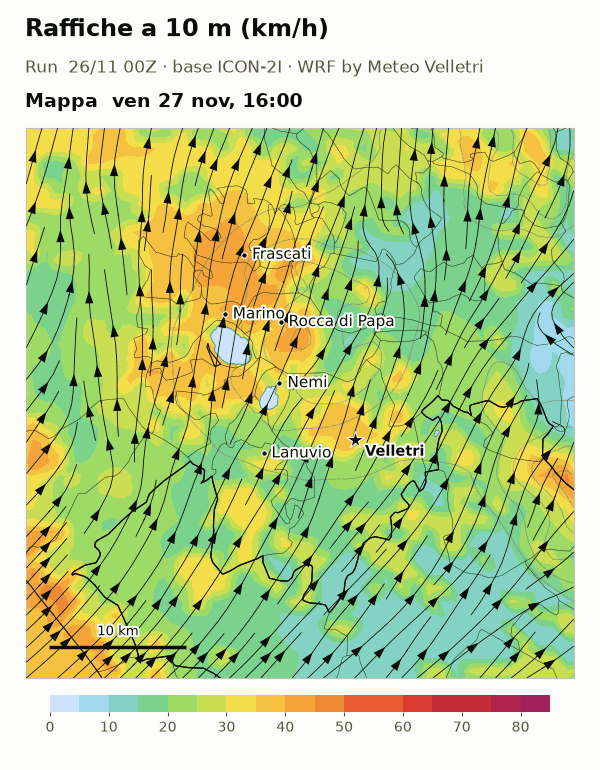 Raffiche a 10 m (km/h)
Run  26/11 00Z · base ICON-2I · WRF by Meteo Velletri
Mappa  ven 27 nov, 16:00
Frascati
Marino
Rocca di Papa
Nemi
Velletri
Lanuvio
10 km
0 10 20 30 40 50 60 70 80